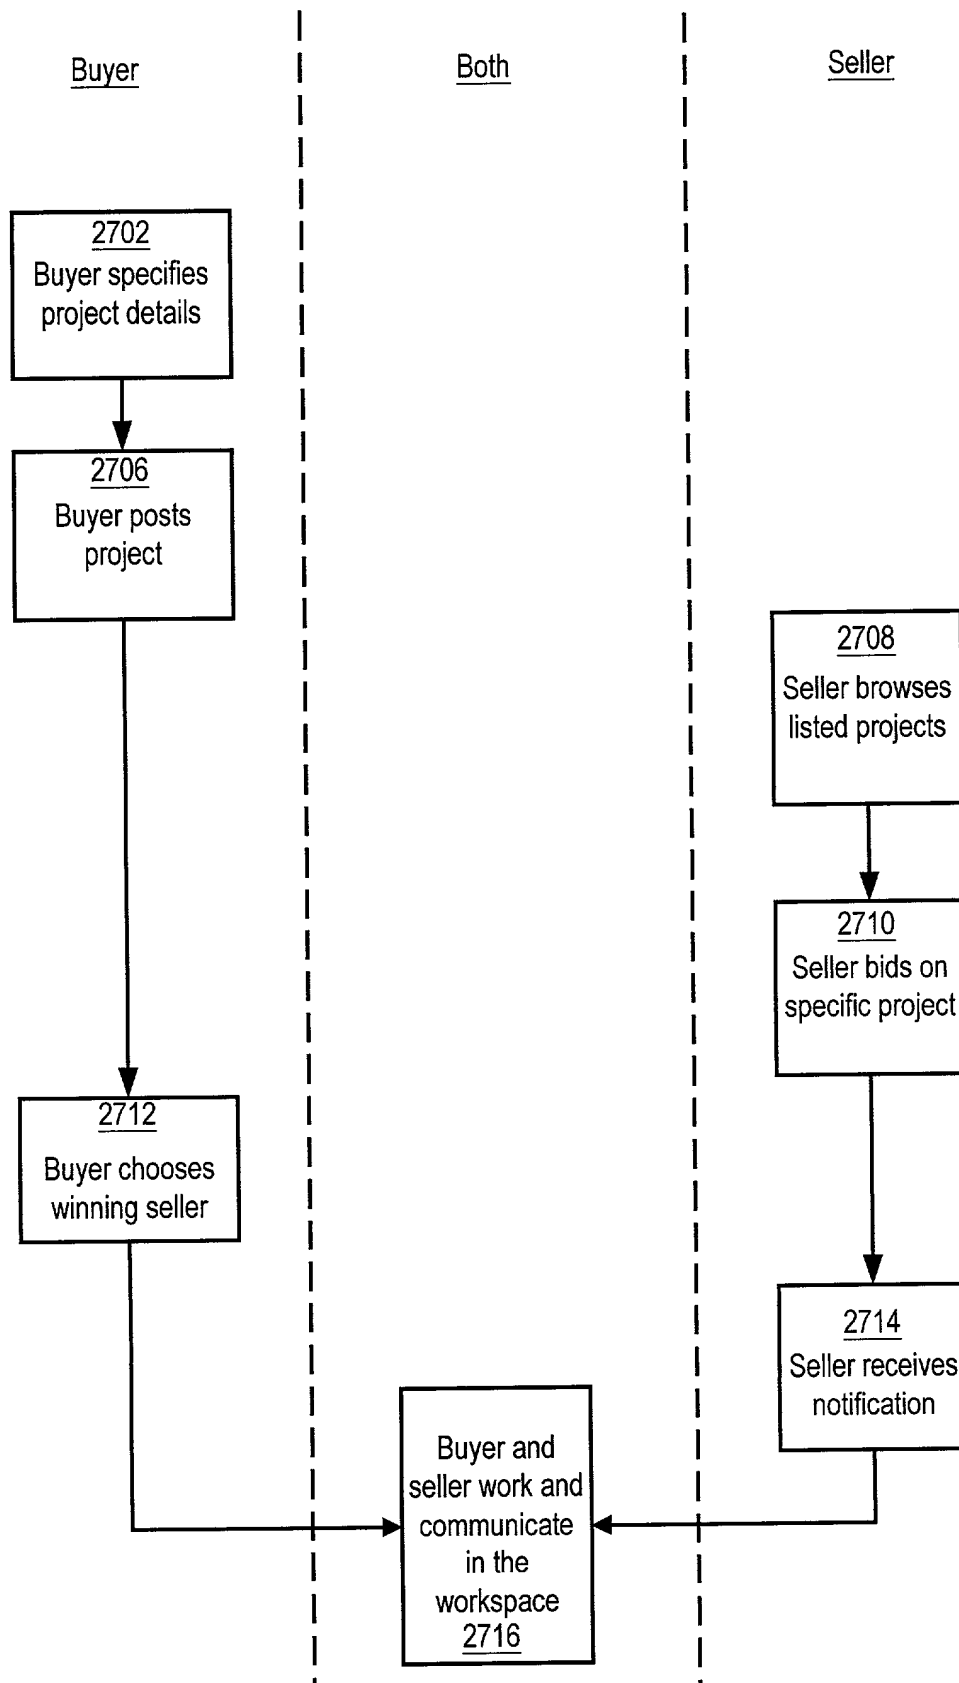 Buyer
Both
Seller
2702
Buyer specifies
project details
2706
Buyer posts
project
2708
Seller browses
listed projects
2710
Seller bids on
specific project
2712
Buyer chooses
winning seller
2714
Seller receives
notification
Buyer and
seller work and
communicate
in the
workspace
2716